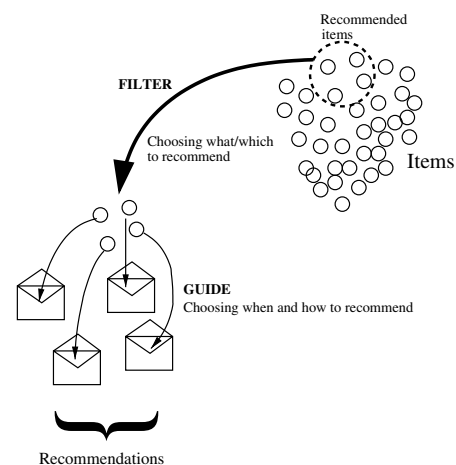 Recommended
items
FILTER
Choosing what/which
to recommend
Items
GUIDE
Choosing when and how to recommend
Recommendations